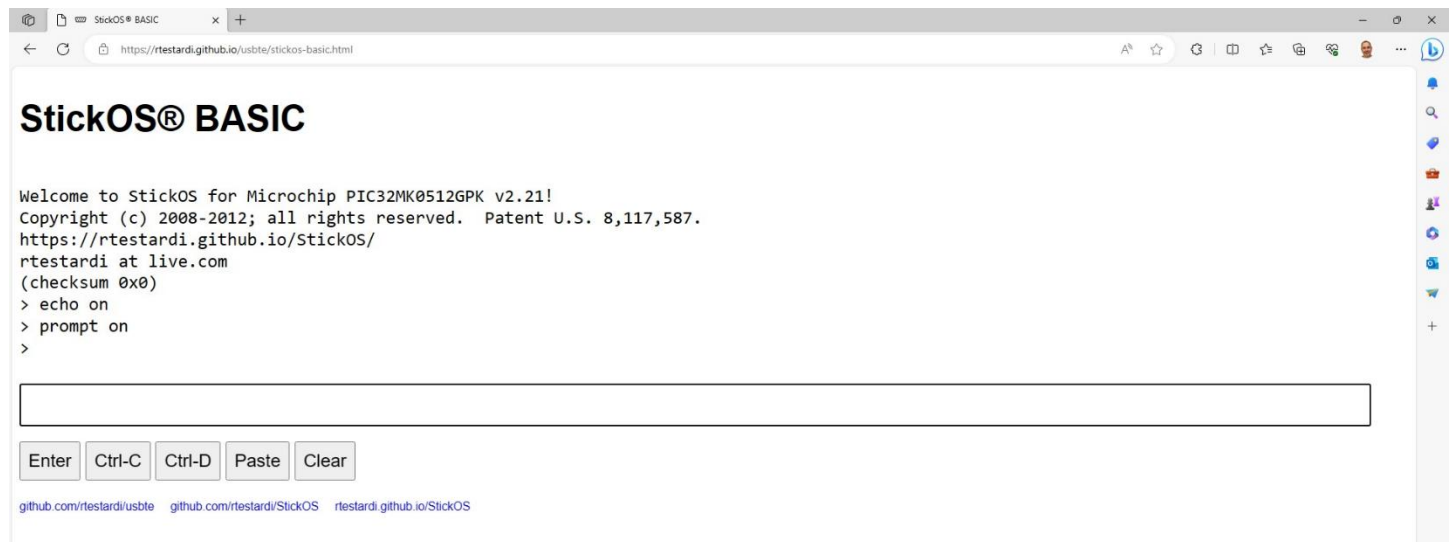 StickOS® BASIC
https://rtestardi.github.io/usbte/stickos-basic.html
StickOS® BASIC
Welcome to StickOS for Microchip PIC32MK0512GPK v2.21!
Copyright (c) 2008-2012; all rights reserved.  Patent U.S. 8,117,587.
https://rtestardi.github.io/StickOS/
rtestardi at live.com
(checksum 0x0)
> echo on
> prompt on
>
Enter Ctrl-C Ctrl-D Paste Clear
github.com/rtestardi/usbte github.com/rtestardi/StickOS rtestardi.github.io/StickOS